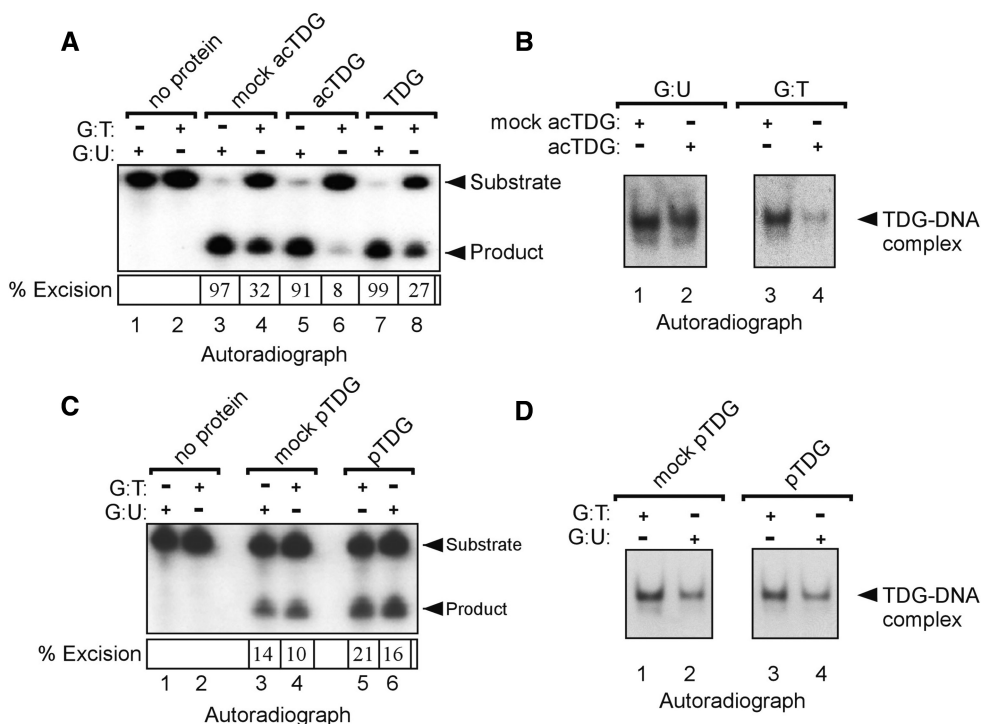 A
no protein
mock acTDG
acTDG
TDG
G:T: - + - + - + - +
G:U: + - + - + - + -
Substrate
Product
% Excision 97 32 91 8 99 27
1 2 3 4 5 6 7 8
Autoradiograph
B
G:U G:T
mock acTDG: + - + -
acTDG: - + - +
TDG-DNA
complex
1 2 3 4
Autoradiograph
C
no protein
mock pTDG
pTDG
G:T: - + - + + -
G:U: + - + - - +
Substrate
Product
% Excision 14 10 21 16
1 2 3 4 5 6
Autoradiograph
D
mock pTDG
pTDG
G:T: + - + -
G:U: - + - +
TDG-DNA
complex
1 2 3 4
Autoradiograph